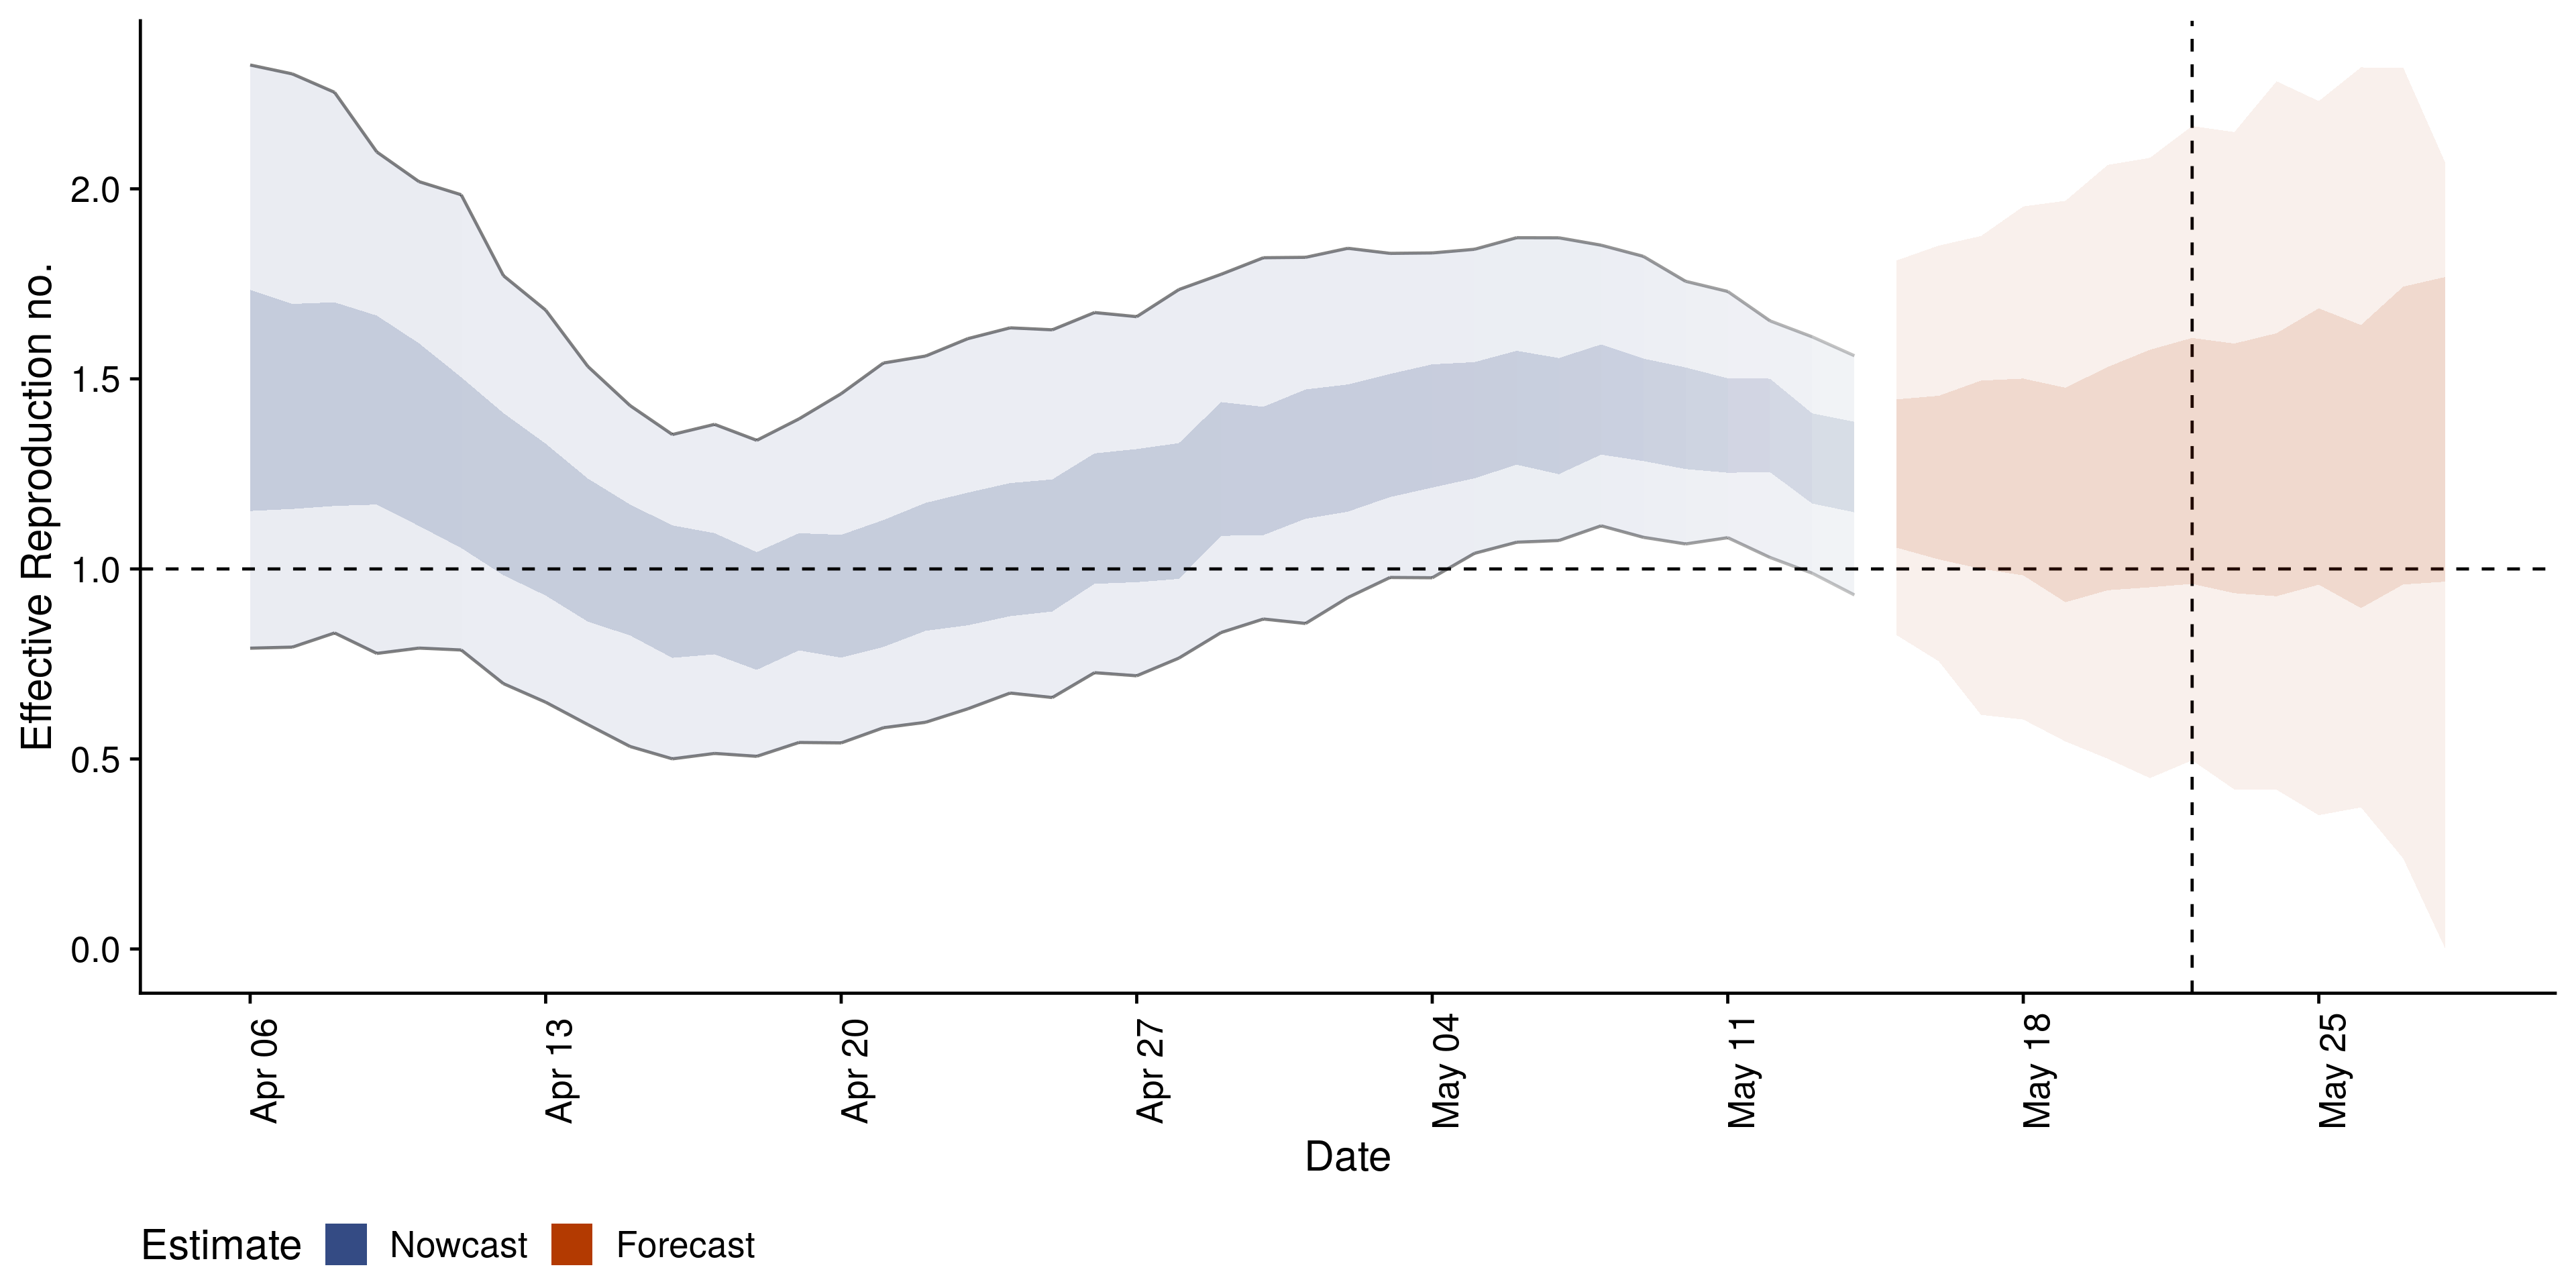 Effective Reproduction no.
2.0
1.5
1.0
0.5
0.0
Apr 06
Apr 13
Apr 20
Apr 27
May 04
May 11
May 18
May 25
Date
Estimate Nowcast Forecast